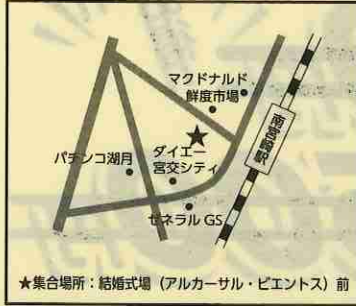 マクドナルド
鮮度市場
南宮崎駅
パチンコ湖月
ダイエー
宮交シティ
ゼネラル GS
★集合場所：結婚式場（アルカーサル・ビエントス）前